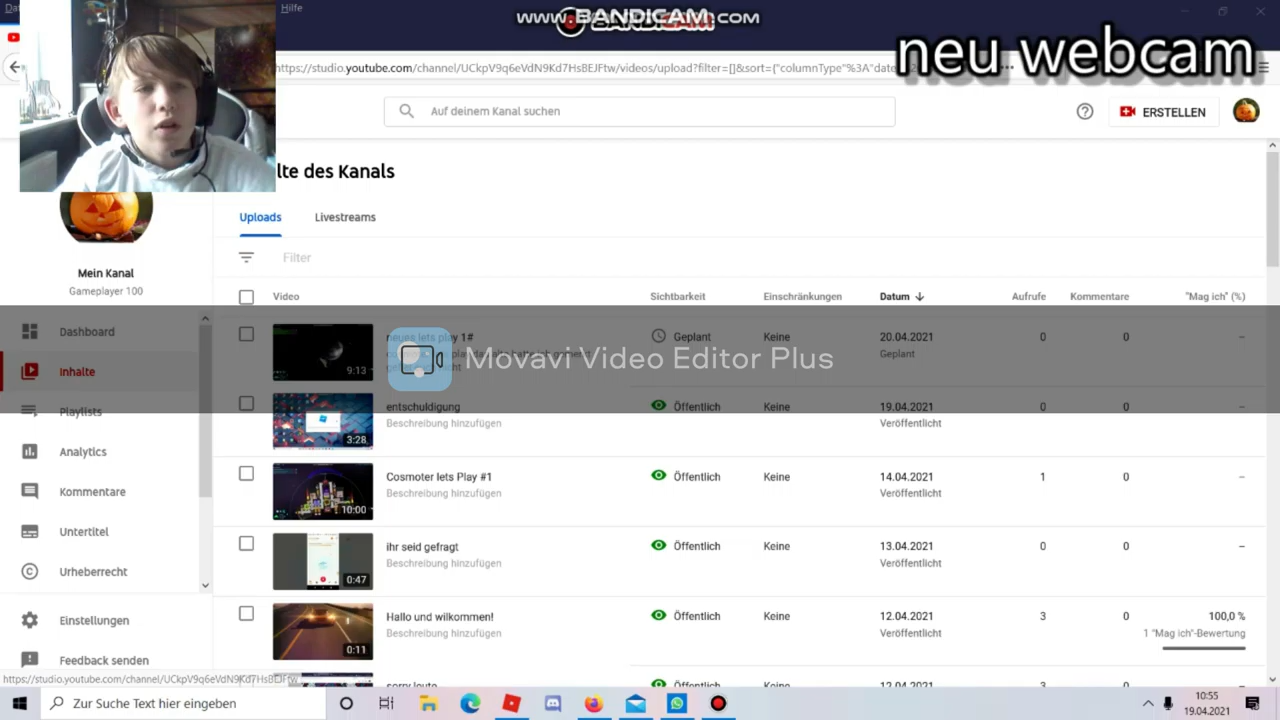 Hilfe
www.BANDICAM.com
BANDICAM
neu webcam
https://studio.youtube.com/channel/UCkpV9q6eVdN9Kd7HsBEJFtw/videos/upload?filter=[]&sort={"columnType"%3A"date
Auf deinem Kanal suchen
ERSTELLEN
lte des Kanals
Uploads
Livestreams
Filter
Mein Kanal
Gameplayer 100
Video
Sichtbarkeit
Einschränkungen
Datum
Aufrufe
Kommentare
"Mag ich" (%)
Dashboard
Inhalte
Playlists
Analytics
Kommentare
Untertitel
Urheberrecht
Einstellungen
Feedback senden
neues lets play 1#
9:13
Geplant
Keine
20.04.2021
Geplant
0
0
–
Movavi Video Editor Plus
entschuldigung
Beschreibung hinzufügen
3:28
Öffentlich
Keine
19.04.2021
Veröffentlicht
0
0
–
Cosmoter lets Play #1
Beschreibung hinzufügen
10:00
Öffentlich
Keine
14.04.2021
Veröffentlicht
1
0
–
ihr seid gefragt
Beschreibung hinzufügen
0:47
Öffentlich
Keine
13.04.2021
Veröffentlicht
0
0
–
Hallo und wilkommen!
Beschreibung hinzufügen
0:11
Öffentlich
Keine
12.04.2021
Veröffentlicht
3
0
100,0 %
1 "Mag ich"-Bewertung
https://studio.youtube.com/channel/UCkpV9q6eVdN9Kd7HsBEJFtw
Zur Suche Text hier eingeben
10:55
19.04.2021